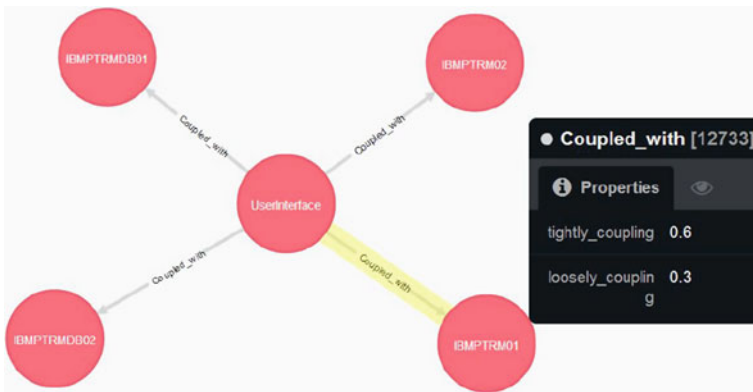 IBMPTRMDB01
IBMPTRM02
Coupled_with
Coupled_with
Coupled_with [12733]
Properties
UserInterface
tightly_coupling 0.6
Coupled_with
Coupled_with
loosely_couplin
g
0.3
IBMPTRMDB02
IBMPTRM01